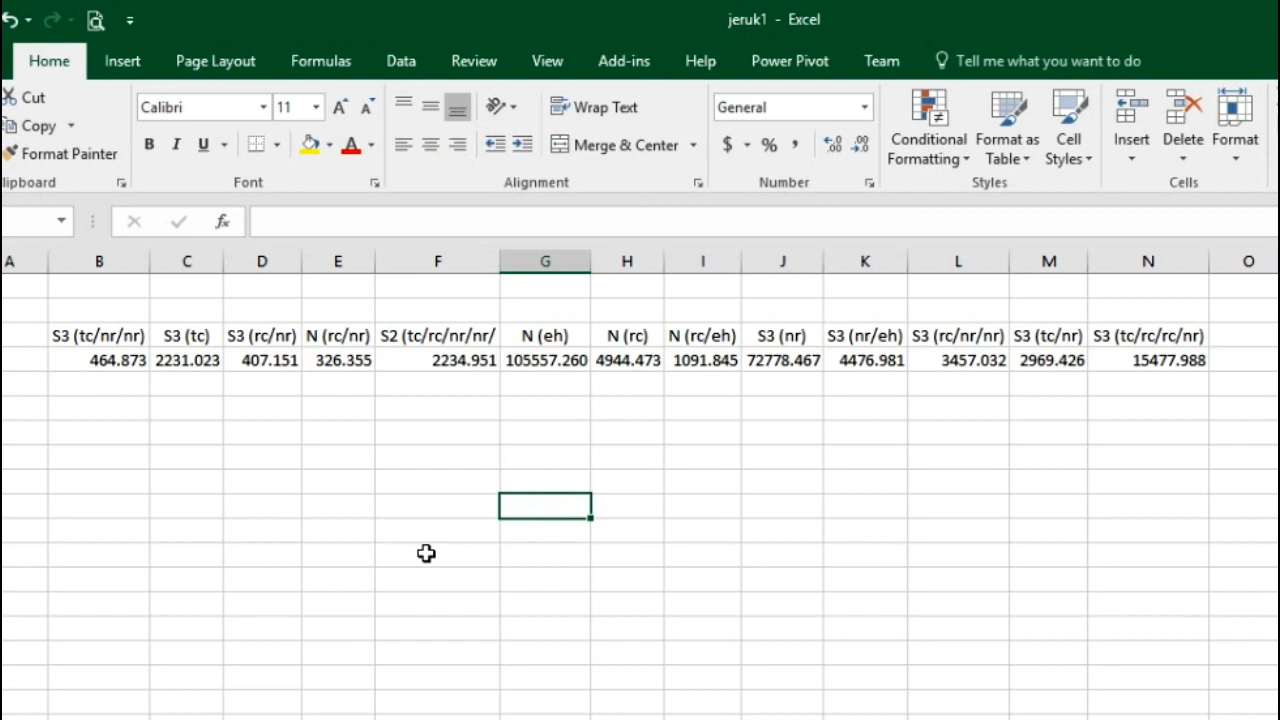 jeruk1 - Excel
Home Insert Page Layout Formulas Data Review View Add-ins Help Power Pivot Team Tell me what you want to do
Cut
Copy
Format Painter
Calibri 11
B I U
Wrap Text
Merge & Center
General
$ % ,
Conditional Formatting
Format as Table
Cell Styles
Insert Delete Format
lipboard Font Alignment Number Styles Cells
fx
A B C D E F G H I J K L M N O
S3 (tc/nr/nr) S3 (tc) S3 (rc/nr) N (rc/nr) S2 (tc/rc/nr/nr/ N (eh) N (rc) N (rc/eh) S3 (nr) S3 (nr/eh) S3 (rc/nr/nr) S3 (tc/nr) S3 (tc/rc/rc/nr)
464.873 2231.023 407.151 326.355 2234.951 105557.260 4944.473 1091.845 72778.467 4476.981 3457.032 2969.426 15477.988